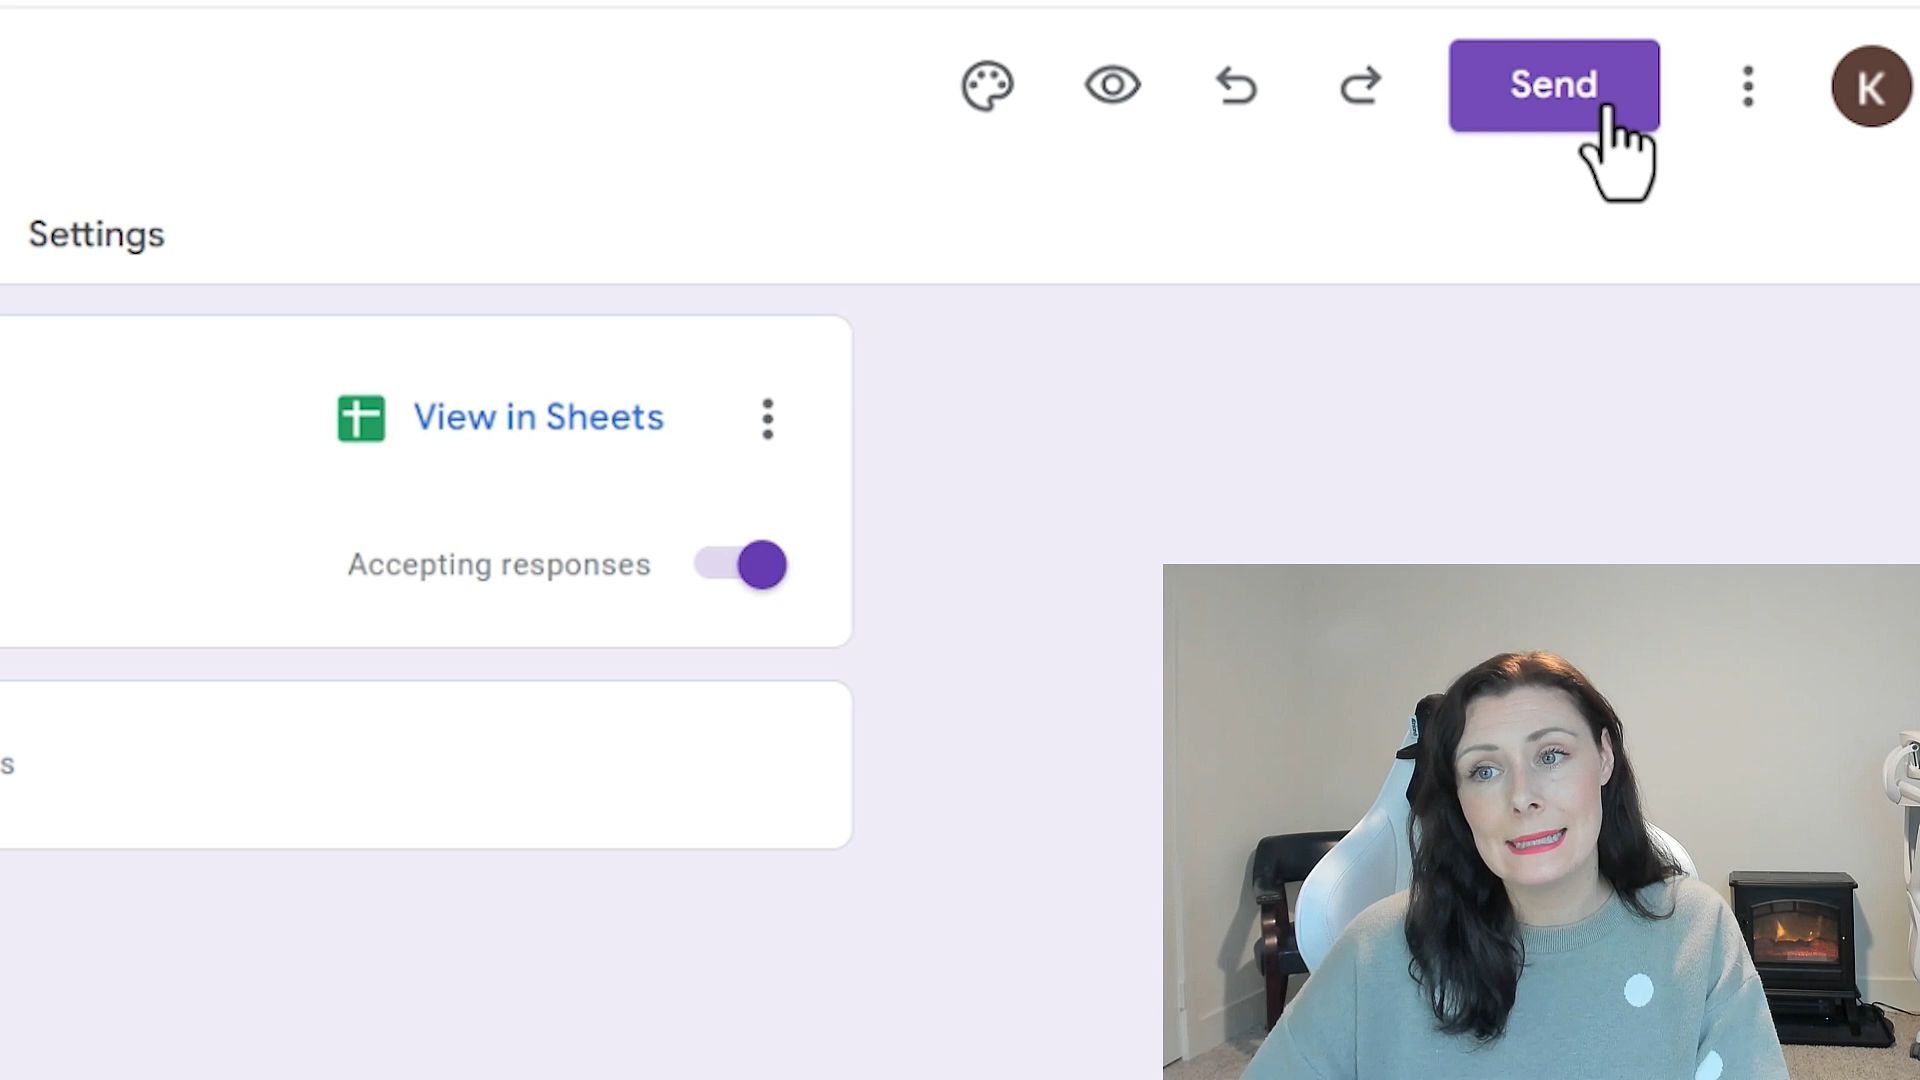 Send
K
Settings
View in Sheets
Accepting responses
s